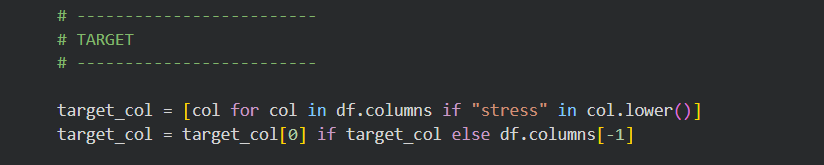 # -------------------------
# TARGET
# -------------------------
target_col = [col for col in df.columns if "stress" in col.lower()]
target_col = target_col[0] if target_col else df.columns[-1]